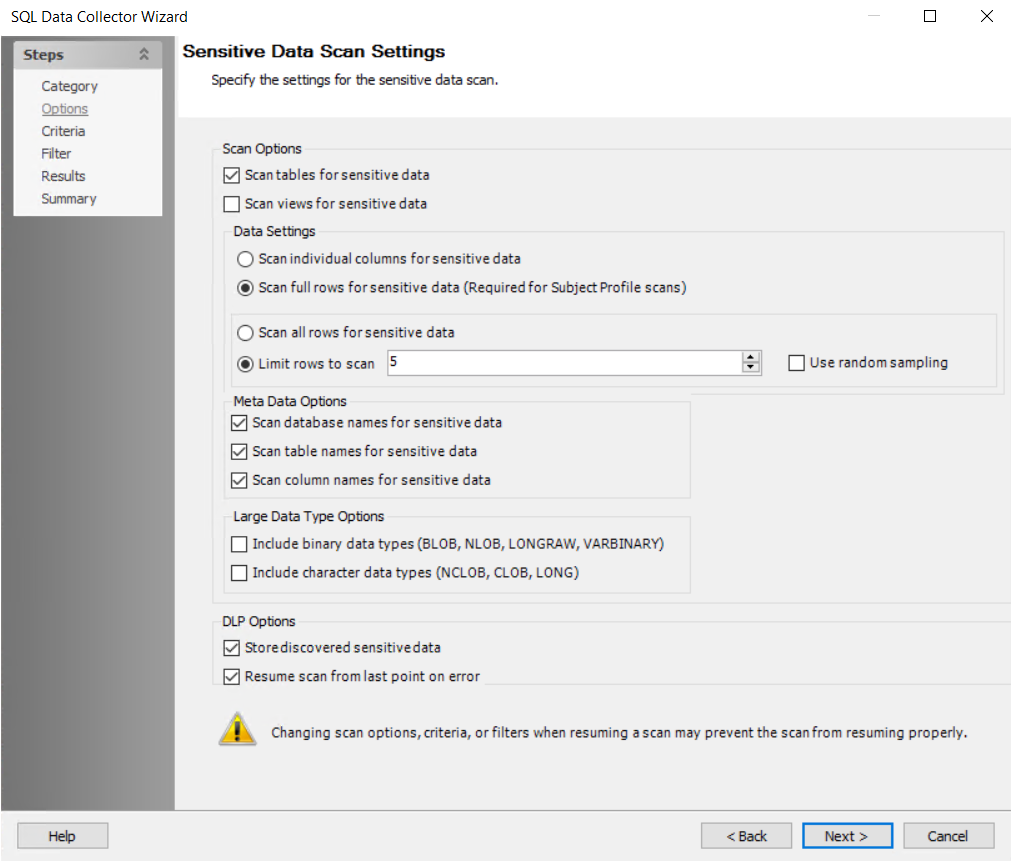 SQL Data Collector Wizard
Steps
Category
Options
Criteria
Filter
Results
Summary
Sensitive Data Scan Settings
Specify the settings for the sensitive data scan.
Scan Options
Scan tables for sensitive data
Scan views for sensitive data
Data Settings
Scan individual columns for sensitive data
Scan full rows for sensitive data (Required for Subject Profile scans)
Scan all rows for sensitive data
Limit rows to scan 5 Use random sampling
Meta Data Options
Scan database names for sensitive data
Scan table names for sensitive data
Scan column names for sensitive data
Large Data Type Options
Include binary data types (BLOB, NLOB, LONGRAW, VARBINARY)
Include character data types (NCLOB, CLOB, LONG)
DLP Options
Store discovered sensitive data
Resume scan from last point on error
Changing scan options, criteria, or filters when resuming a scan may prevent the scan from resuming properly.
Help < Back Next > Cancel